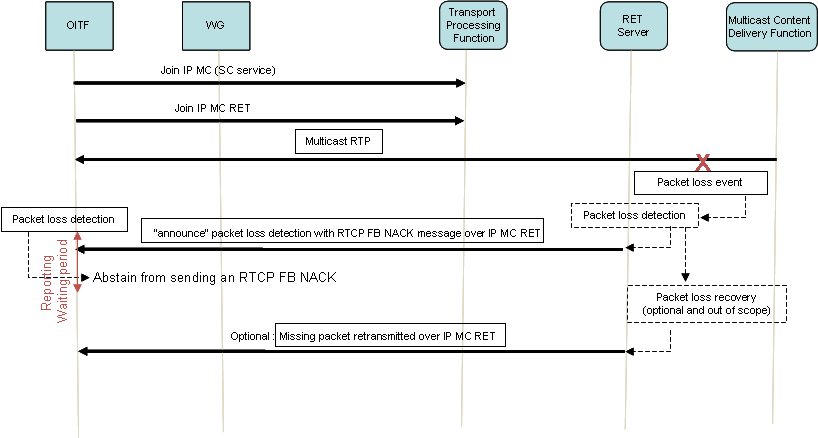 OITF
WG
Transport
Processing
Function
RET
Server
Multicast Content
Delivery Function
Join IP MC (SC service)
Join IP MC RET
Multicast RTP
X
Packet loss event
Packet loss detection
Packet loss detection
"announce" packet loss detection with RTCP FB NACK message over IP MC RET
Reporting
Waiting period
Abstain from sending an RTCP FB NACK
Packet loss recovery
(optional and out of scope)
Optional : Missing packet retransmitted over IP MC RET